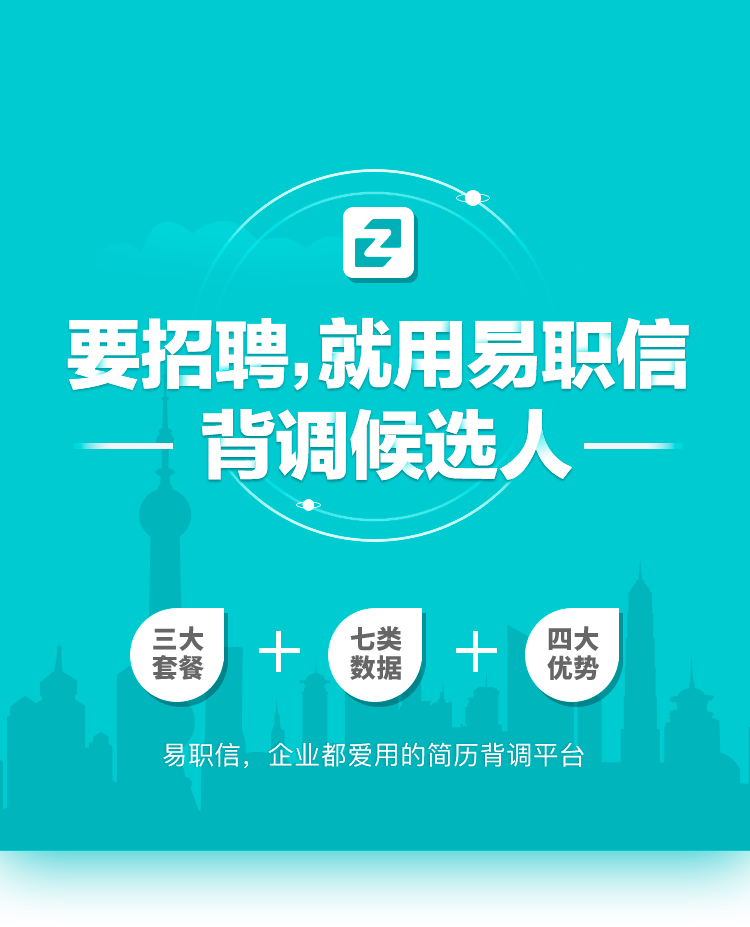 要招聘,就用易职信
背调候选人
三大
套餐
七类
数据
四大
优势
易职信，企业都爱用的简历背调平台